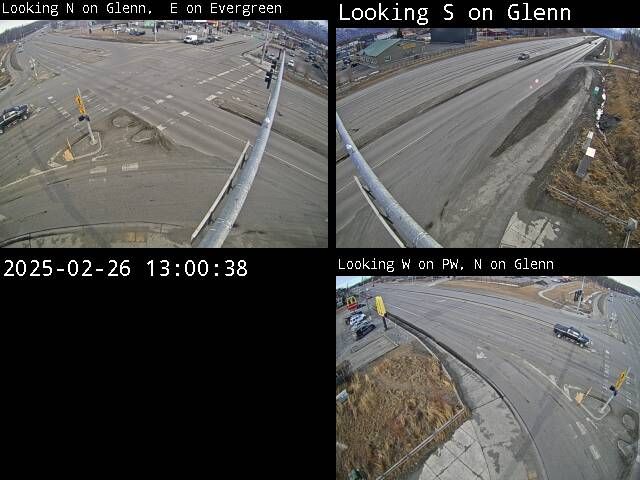 Looking N on Glenn,  E on Evergreen
Looking S on Glenn
2025-02-26 13:00:38
Looking W on PW, N on Glenn